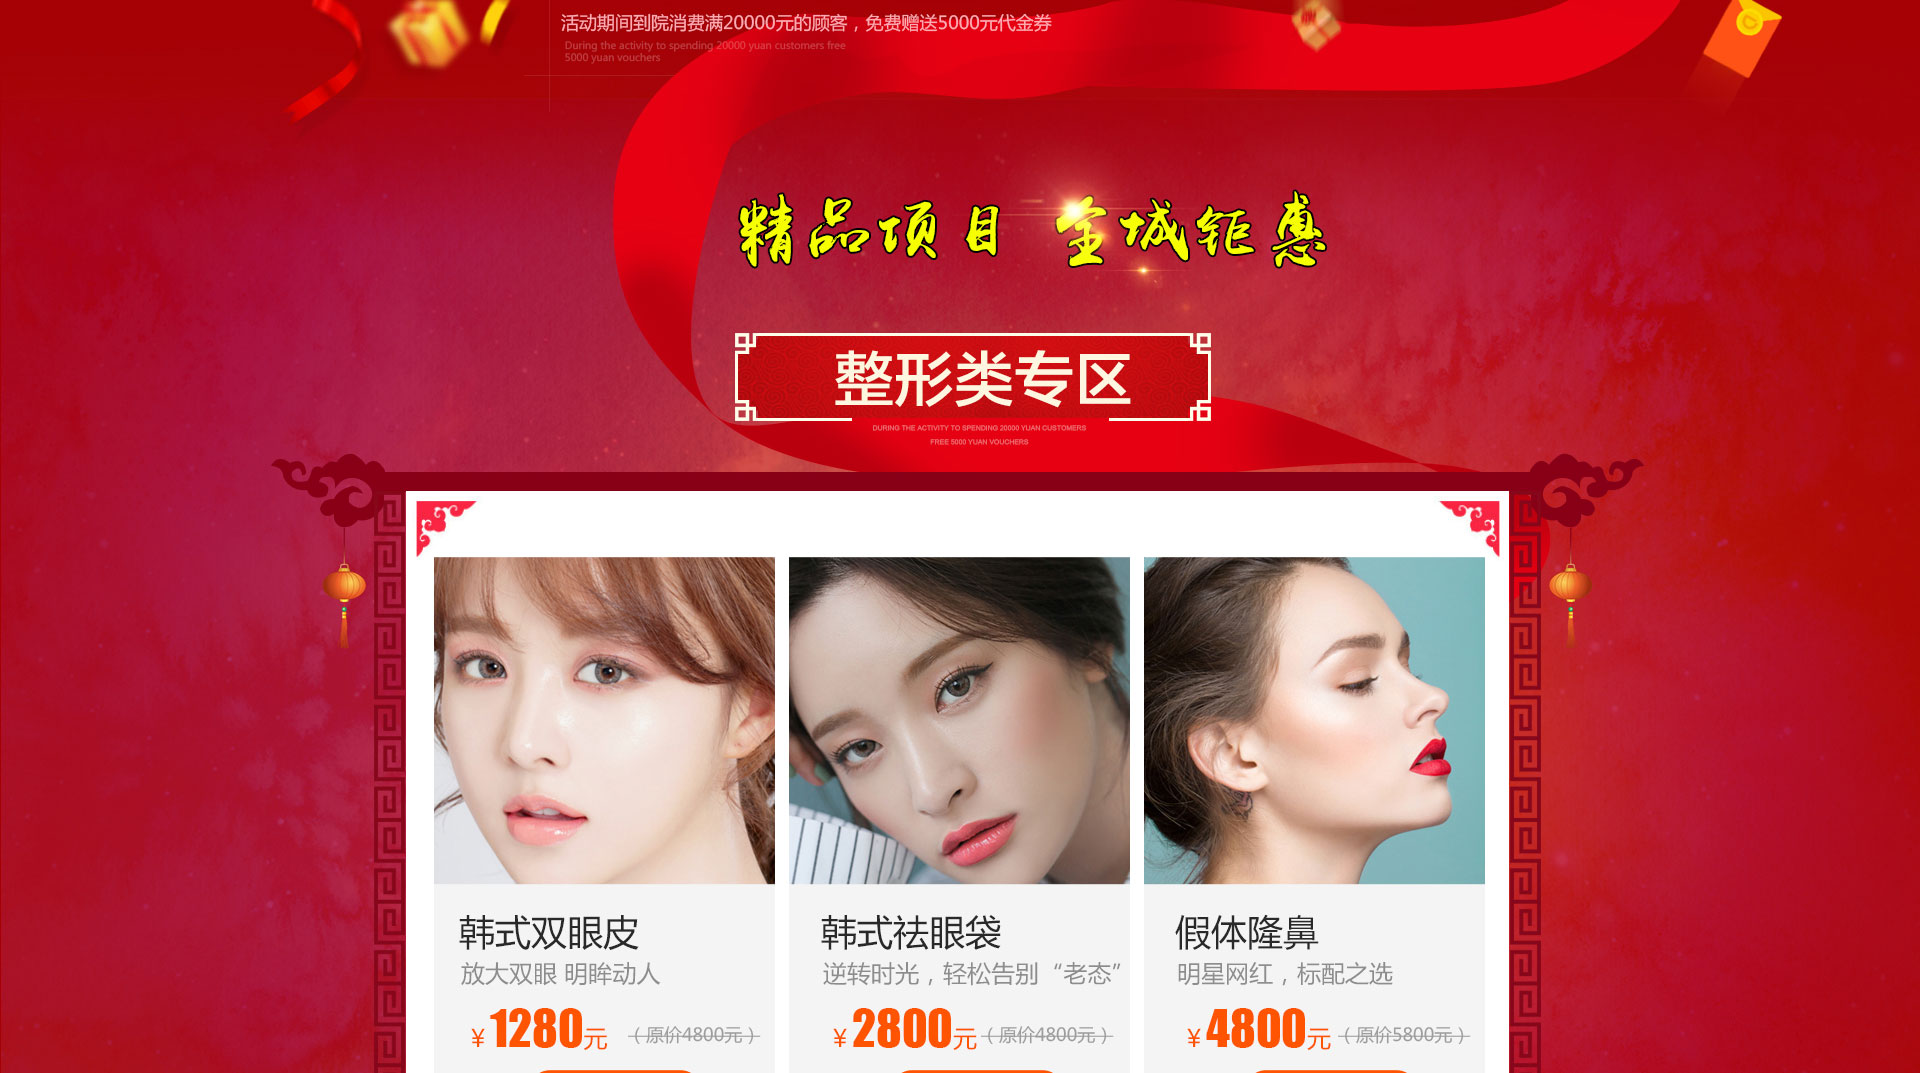 活动期间到院消费满20000元的顾客，免费赠送5000元代金券
During the activity to spending 20000 yuan customers free
5000 yuan vouchers
精品项目 全城钜惠
整形类专区
DURING THE ACTIVITY TO SPENDING 20000 YUAN CUSTOMERS
FREE 5000 YUAN VOUCHERS
韩式双眼皮
放大双眼 明眸动人
¥1280元 （原价4800元）
韩式祛眼袋
逆转时光，轻松告别“老态”
¥2800元（原价4800元）
假体隆鼻
明星网红，标配之选
¥4800元（原价5800元）